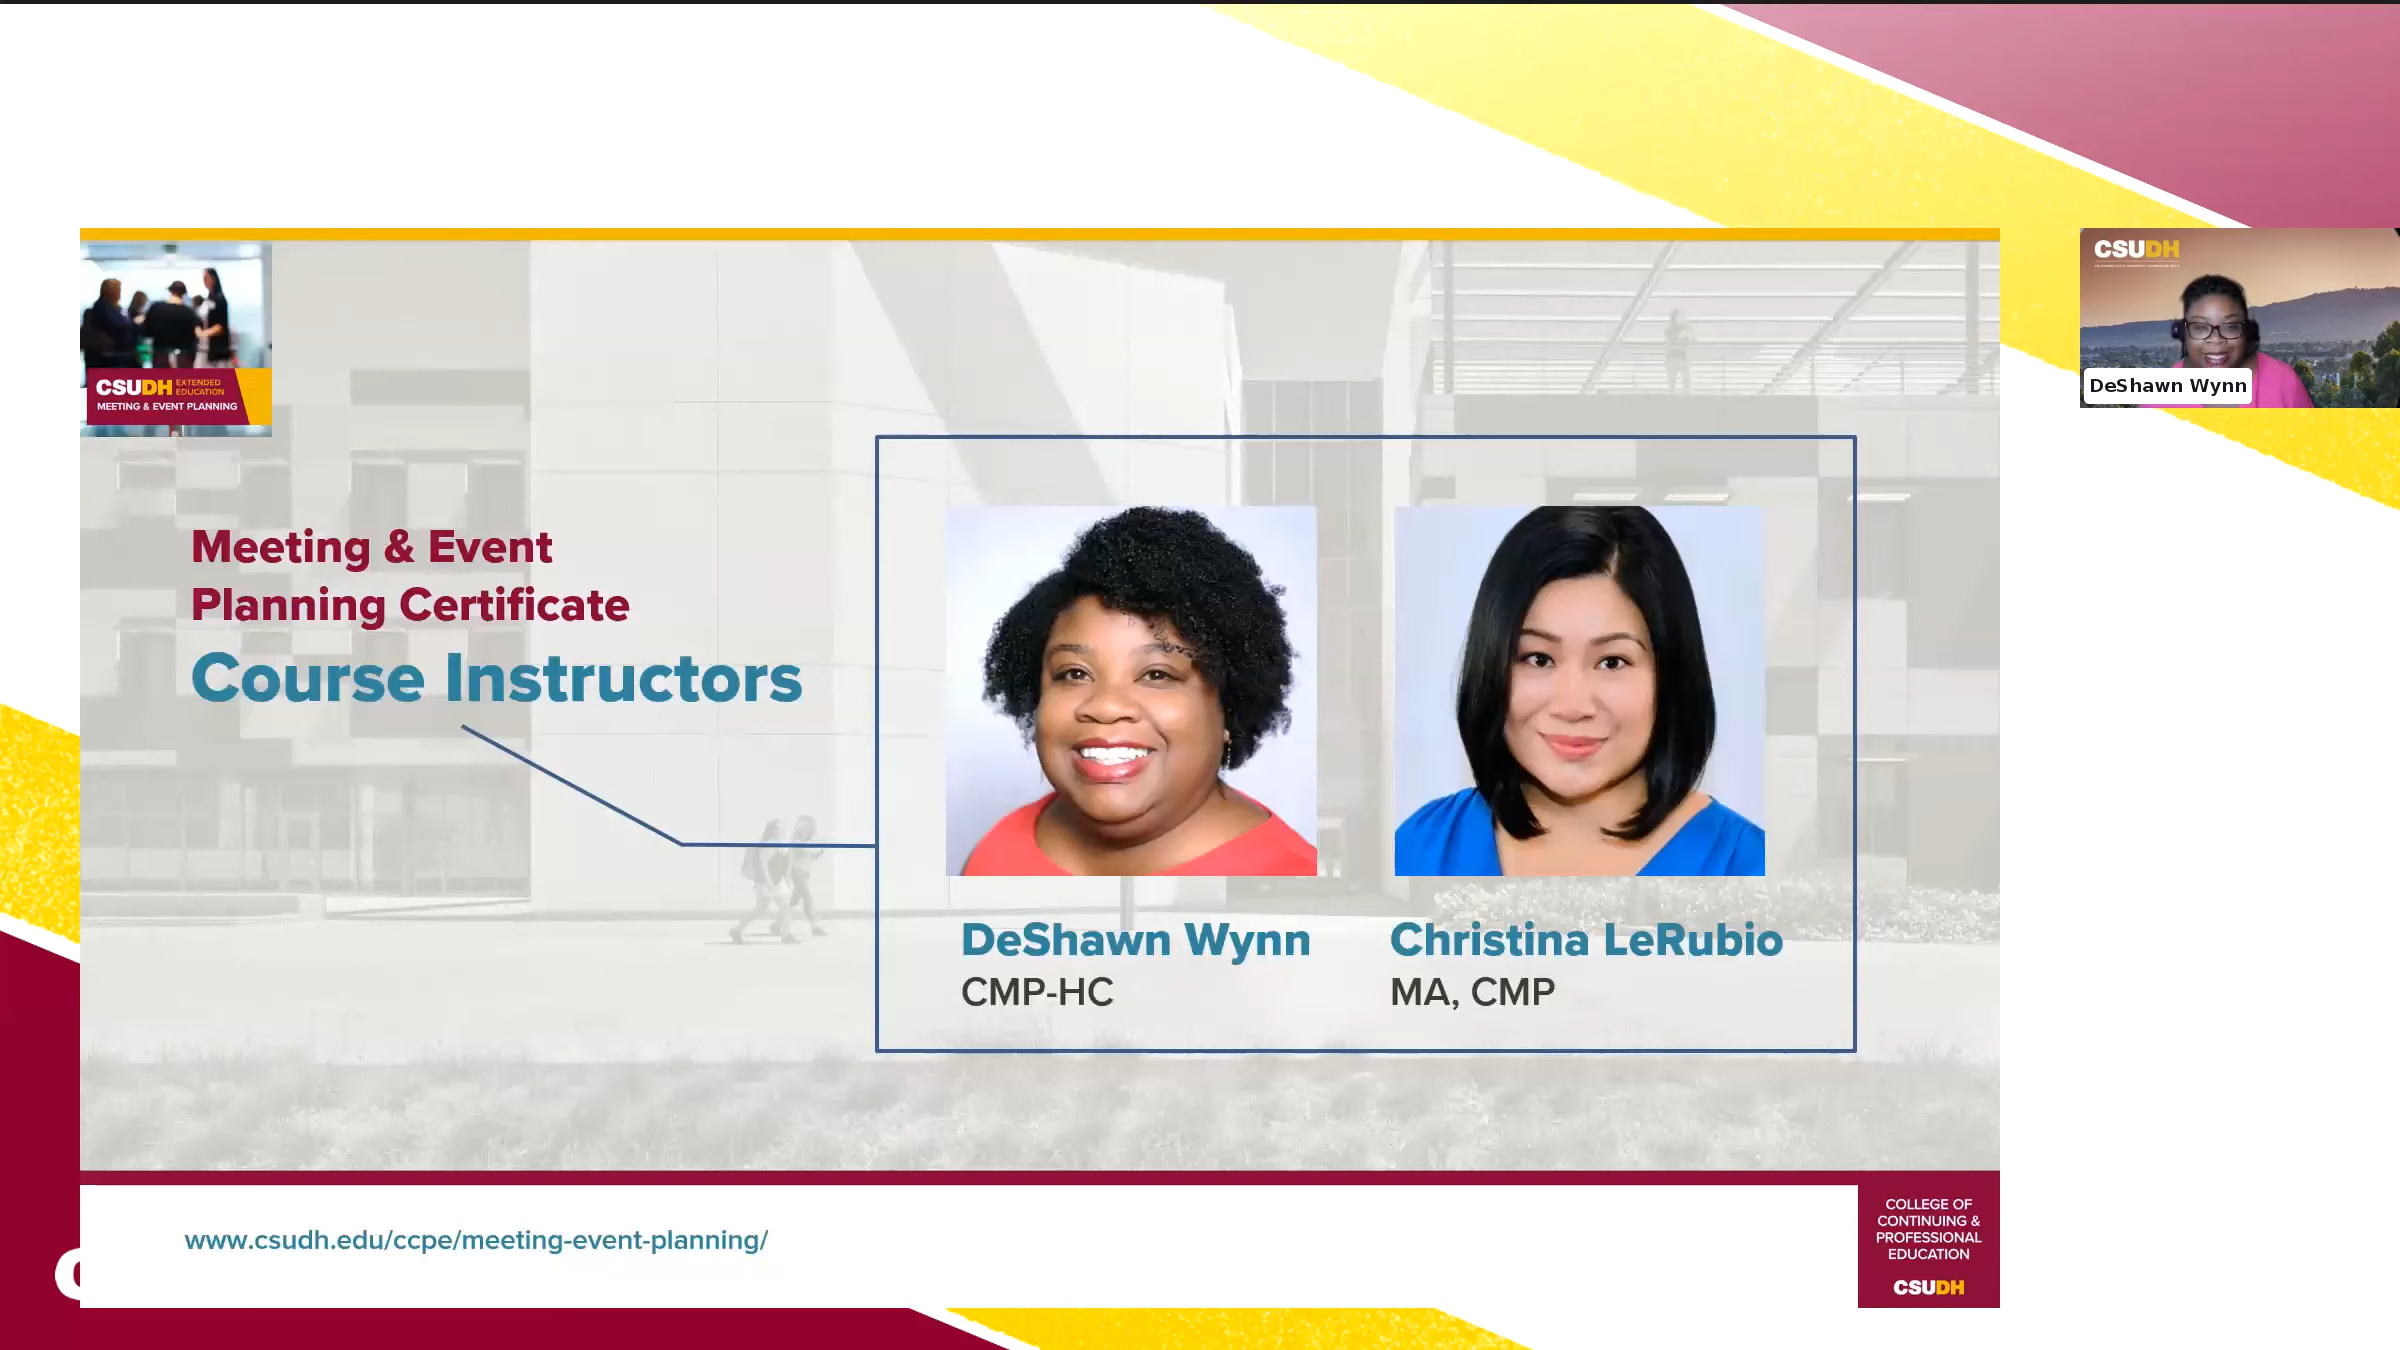 CSUDH
DeShawn Wynn
CSUDH EXTENDED
EDUCATION
MEETING & EVENT PLANNING
Meeting & Event
Planning Certificate
Course Instructors
DeShawn Wynn
CMP-HC
Christina LeRubio
MA, CMP
www.csudh.edu/ccpe/meeting-event-planning/
COLLEGE OF
CONTINUING &
PROFESSIONAL
EDUCATION
CSUDH